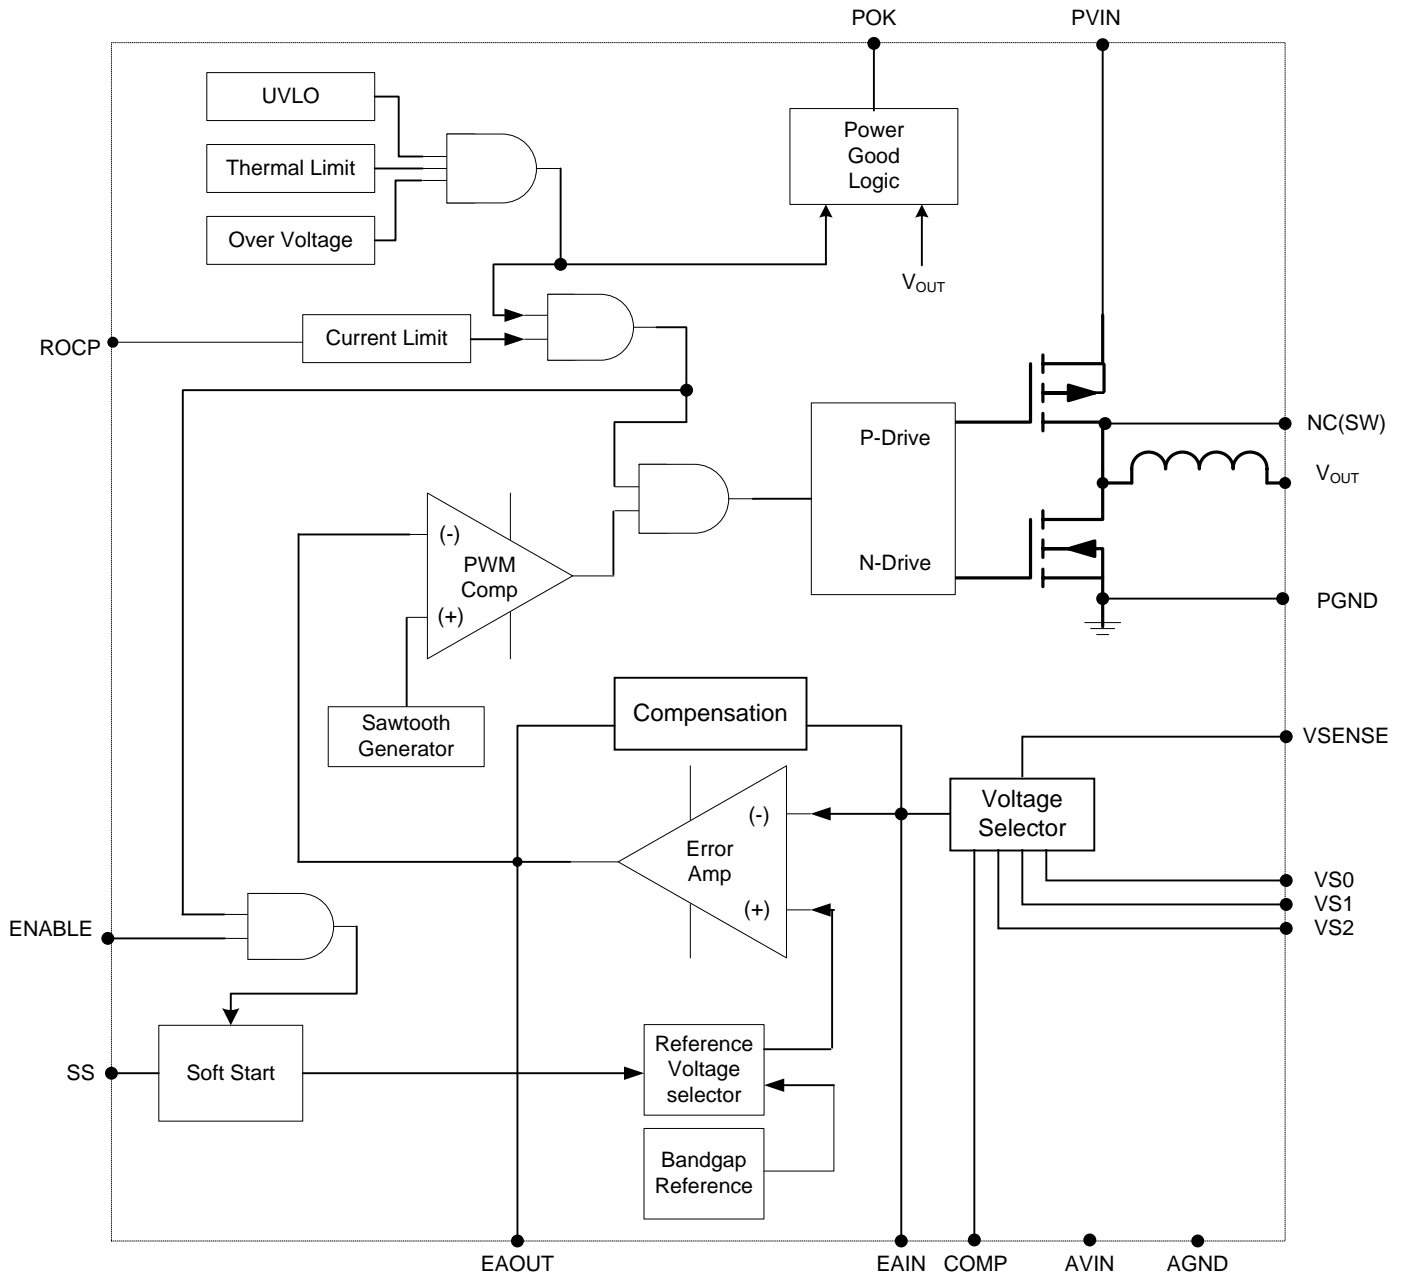 POK
PVIN
UVLO
Power
Good
Logic
Thermal Limit
Over Voltage
VOUT
ROCP
Current Limit
NC(SW)
P-Drive
VOUT
(-)
PWM
Comp
N-Drive
(+)
PGND
Compensation
Sawtooth
Generator
VSENSE
Voltage
Selector
(-)
Error
Amp
VS0
VS1
(+)
VS2
ENABLE
Reference
Voltage
selector
SS
Soft Start
Bandgap
Reference
EAOUT
EAIN
COMP
AVIN
AGND